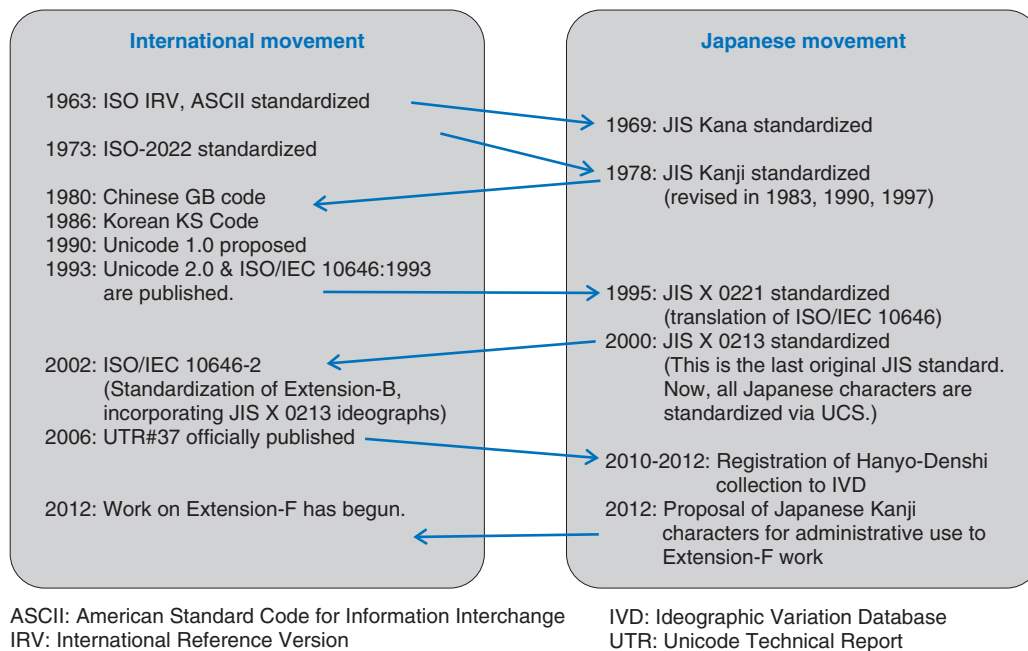 International movement
1963: ISO IRV, ASCII standardized
1973: ISO-2022 standardized
1980: Chinese GB code
1986: Korean KS Code
1990: Unicode 1.0 proposed
1993: Unicode 2.0 & ISO/IEC 10646:1993
are published.
2002: ISO/IEC 10646-2
(Standardization of Extension-B,
incorporating JIS X 0213 ideographs)
2006: UTR#37 officially published
2012: Work on Extension-F has begun.
Japanese movement
1969: JIS Kana standardized
1978: JIS Kanji standardized
(revised in 1983, 1990, 1997)
1995: JIS X 0221 standardized
(translation of ISO/IEC 10646)
2000: JIS X 0213 standardized
(This is the last original JIS standard.
Now, all Japanese characters are
standardized via UCS.)
2010-2012: Registration of Hanyo-Denshi
collection to IVD
2012: Proposal of Japanese Kanji
characters for administrative use to
Extension-F work
ASCII: American Standard Code for Information Interchange
IRV: International Reference Version
IVD: Ideographic Variation Database
UTR: Unicode Technical Report